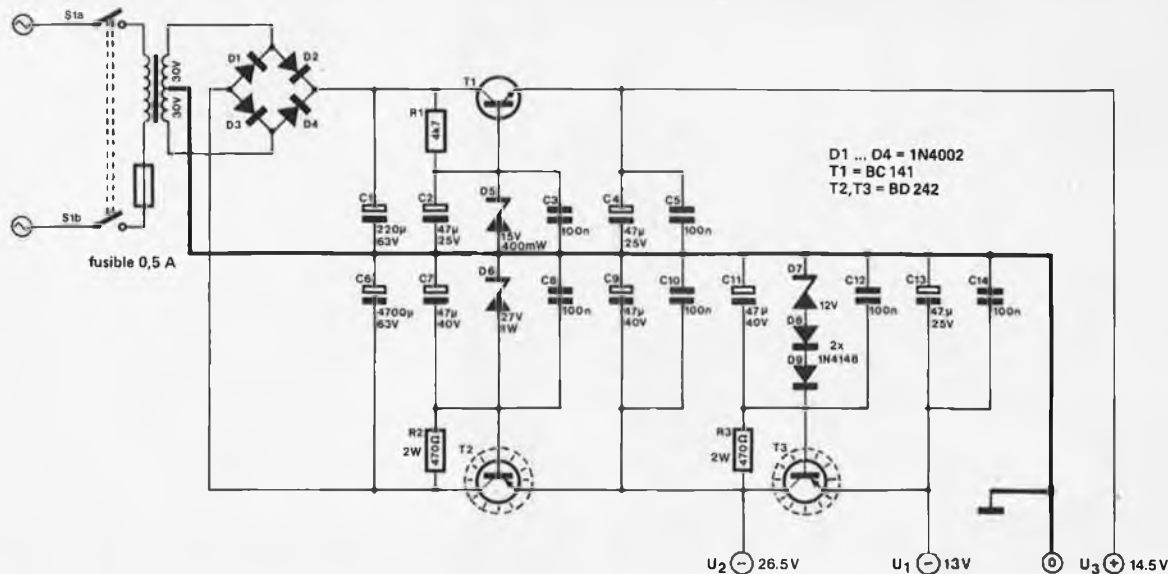 S1a
30V
30V
D1
D2
D3
D4
T1
R1
4k7
D1 ... D4 = 1N4002
T1 = BC 141
T2,T3 = BD 242
S1b
fusible 0,5 A
C1
220µ
63V
C2
47µ
25V
D5
15V
400mW
C3
100n
C4
47µ
25V
C5
100n
C6
4700µ
63V
C7
47µ
40V
D6
27V
1W
C8
100n
C9
47µ
40V
C10
100n
C11
47µ
40V
D7
12V
D8
D9
2x
1N4148
C12
100n
C13
47µ
25V
C14
100n
R2
2W
470Ω
T2
R3
2W
470Ω
T3
U2 − 26.5V
U1 − 13V
0
U3 + 14.5V